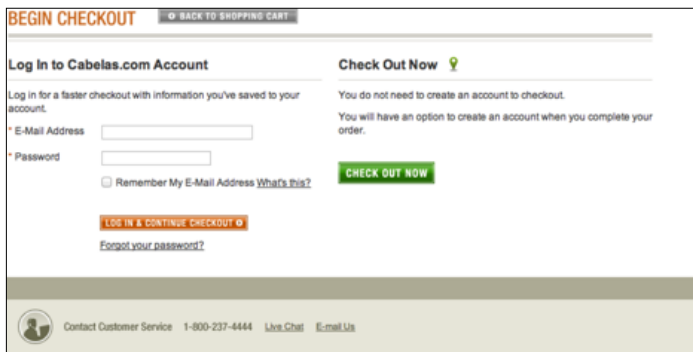 BEGIN CHECKOUT
BACK TO SHOPPING CART
Log In to Cabelas.com Account
Log in for a faster checkout with information you've saved to your
account.
* E-Mail Address
* Password
Remember My E-Mail Address What's this?
LOG IN & CONTINUE CHECKOUT
Forgot your password?
Check Out Now
You do not need to create an account to checkout.
You will have an option to create an account when you complete your
order.
CHECK OUT NOW
Contact Customer Service 1-800-237-4444 Live Chat E-mail Us